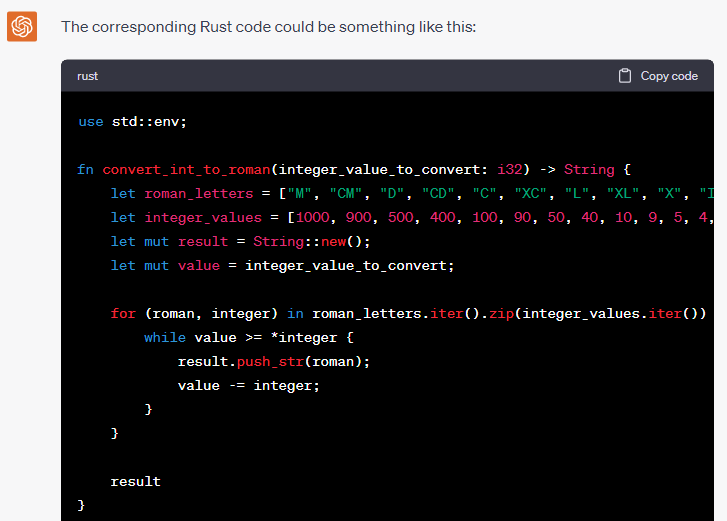 The corresponding Rust code could be something like this:
rust Copy code
use std::env;
fn convert_int_to_roman(integer_value_to_convert: i32) -> String {
    let roman_letters = ["M", "CM", "D", "CD", "C", "XC", "L", "XL", "X", "I
    let integer_values = [1000, 900, 500, 400, 100, 90, 50, 40, 10, 9, 5, 4,
    let mut result = String::new();
    let mut value = integer_value_to_convert;
    for (roman, integer) in roman_letters.iter().zip(integer_values.iter())
        while value >= *integer {
            result.push_str(roman);
            value -= integer;
        }
    }
    result
}